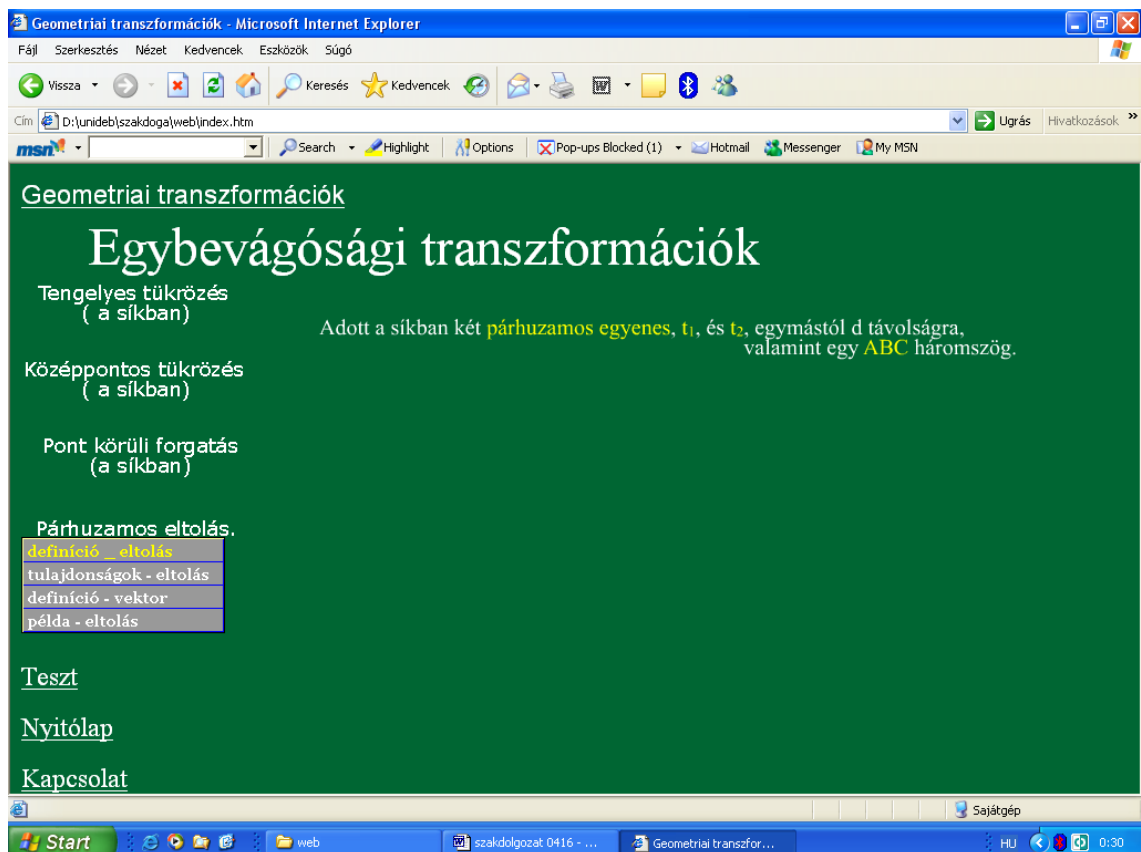 Geometriai transzformációk - Microsoft Internet Explorer
Fájl Szerkesztés Nézet Kedvencek Eszközök Súgó
Vissza Keresés Kedvencek
Cím D:\unideb\szakdoga\web\index.htm Ugrás Hivatkozások »
msn Search Highlight Options Pop-ups Blocked (1) Hotmail Messenger My MSN
Geometriai transzformációk
Egybevágósági transzformációk
Tengelyes tükrözés
( a síkban)
Adott a síkban két párhuzamos egyenes, t₁, és t₂, egymástól d távolságra,
valamint egy ABC háromszög.
Középpontos tükrözés
( a síkban)
Pont körüli forgatás
(a síkban)
Párhuzamos eltolás.
definíció _ eltolás
tulajdonságok - eltolás
definíció - vektor
példa - eltolás
Teszt
Nyitólap
Kapcsolat
Sajátgép
Start web szakdolgozat 0416 - ... Geometriai transzfor... HU 0:30